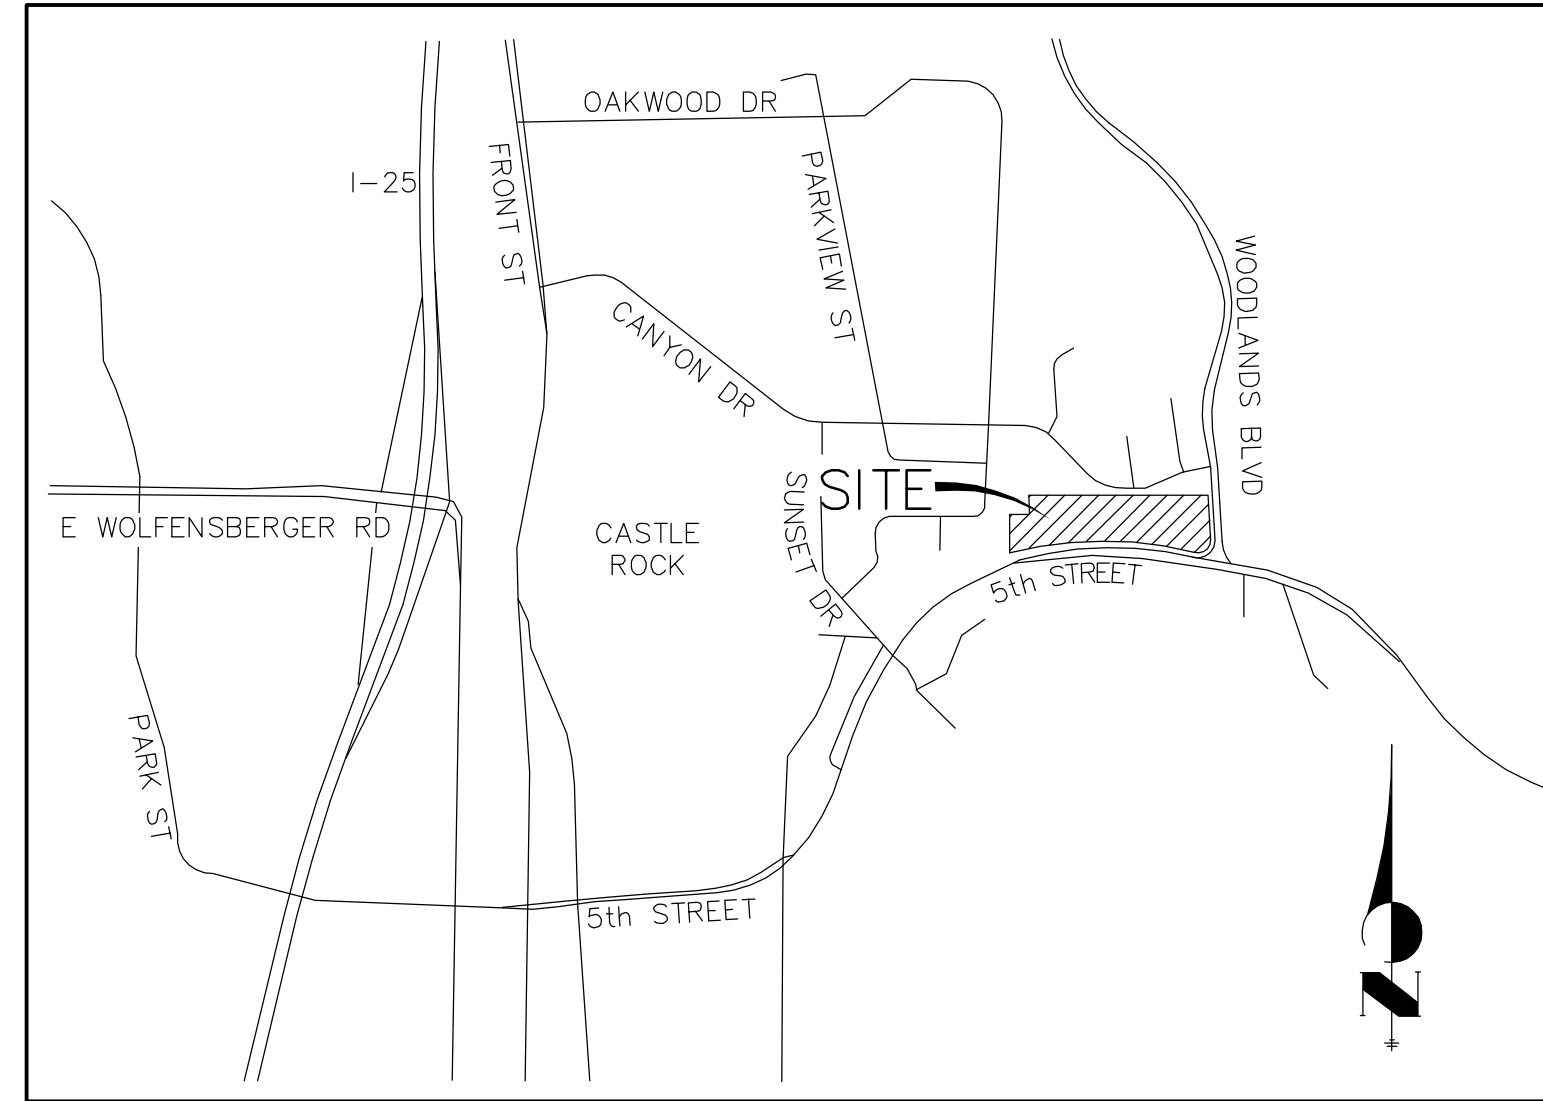 OAKWOOD DR
I-25
FRONT ST
PARKVIEW ST
WOODLANDS BLVD
CANYON DR
SITE
SUNSET DR
E WOLFENSBERGER RD
CASTLE
ROCK
5th STREET
PARK ST
5th STREET
N